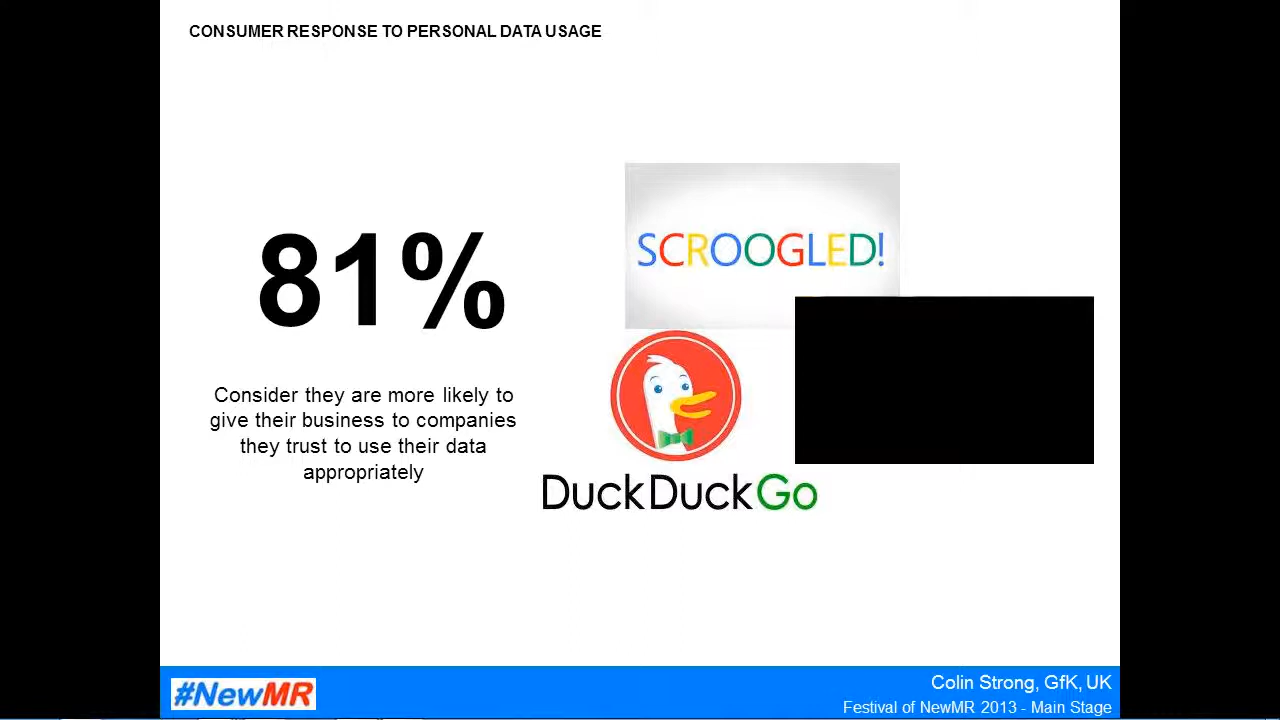 CONSUMER RESPONSE TO PERSONAL DATA USAGE
81%
Consider they are more likely to
give their business to companies
they trust to use their data
appropriately
SCROOGLED!
DuckDuckGo
#NewMR
Colin Strong, GfK, UK
Festival of NewMR 2013 - Main Stage